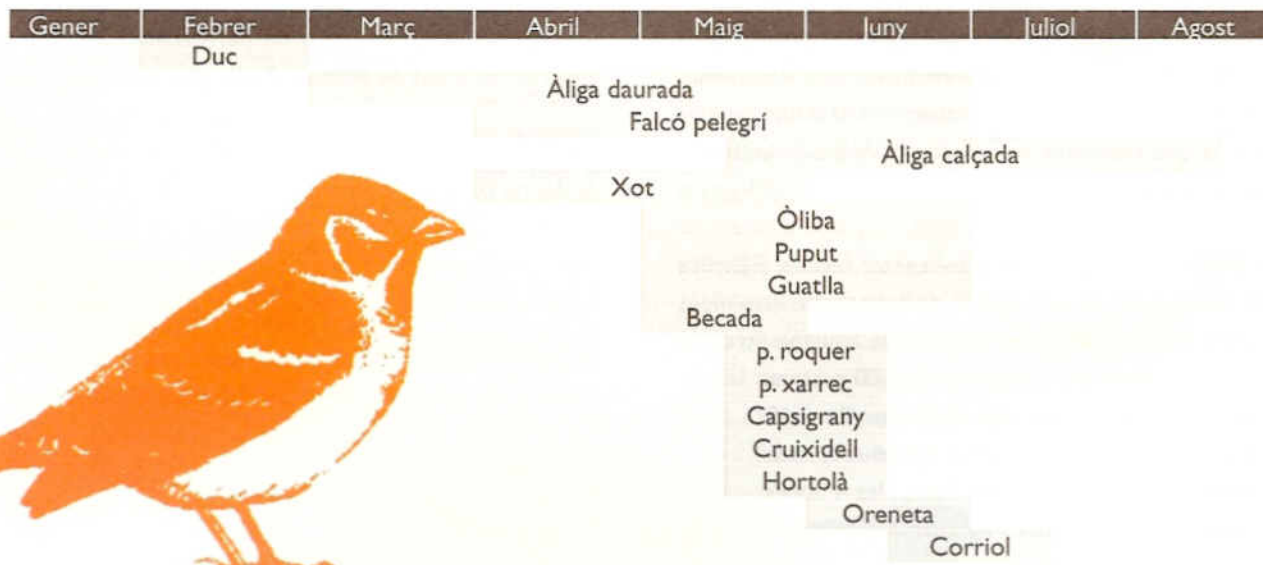 Gener Febrer Març Abril Maig Juny Juliol Agost
Duc
Àliga daurada
Falcó pelegrí
Àliga calçada
Xot
Òliba
Puput
Guatlla
Becada
p. roquer
p. xarrec
Capsigrany
Cruixidell
Hortolà
Oreneta
Corriol